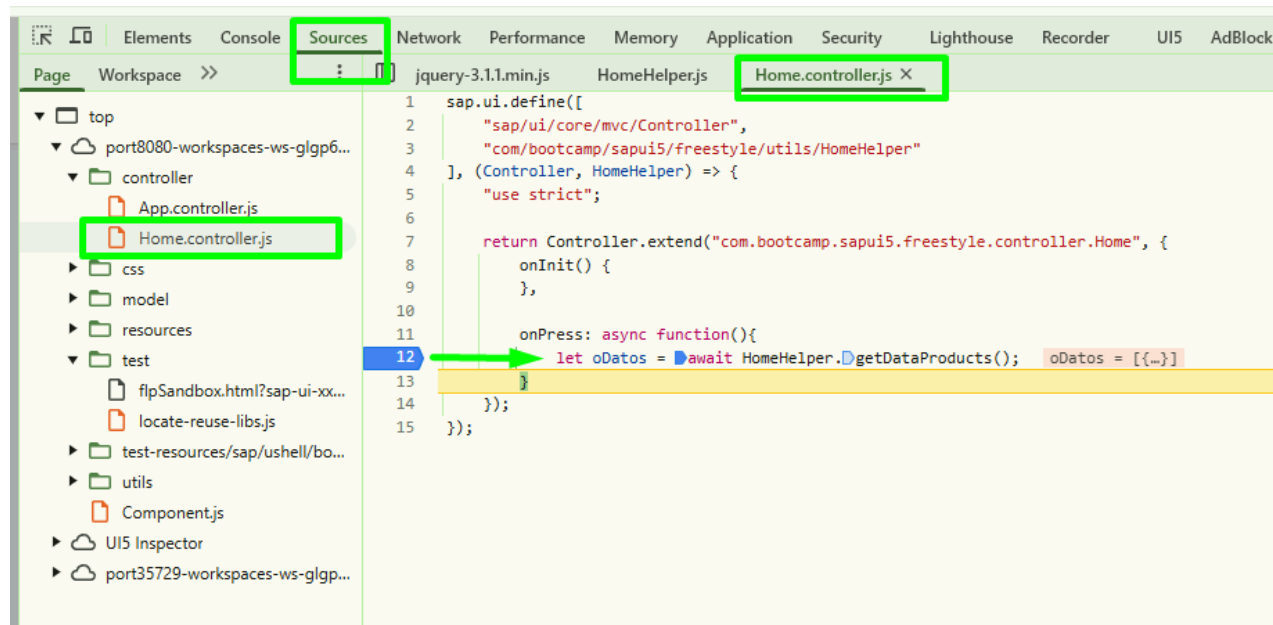 Elements Console Sources Network Performance Memory Application Security Lighthouse Recorder UI5 AdBlock
Page Workspace
jquery-3.1.1.min.js HomeHelper.js Home.controller.js
top
port8080-workspaces-ws-glgp6...
controller
App.controller.js
Home.controller.js
css
model
resources
test
flpSandbox.html?sap-ui-xx...
locate-reuse-libs.js
test-resources/sap/ushell/bo...
utils
Component.js
UI5 Inspector
port35729-workspaces-ws-glgp...
1 sap.ui.define([
2 "sap/ui/core/mvc/Controller",
3 "com/bootcamp/sapui5/freestyle/utils/HomeHelper"
4 ], (Controller, HomeHelper) => {
5 "use strict";
6
7 return Controller.extend("com.bootcamp.sapui5.freestyle.controller.Home", {
8 onInit() {
9 },
10
11 onPress: async function(){
12 let oDatos = await HomeHelper.getDataProducts(); oDatos = [{…}]
13 }
14 });
15 });